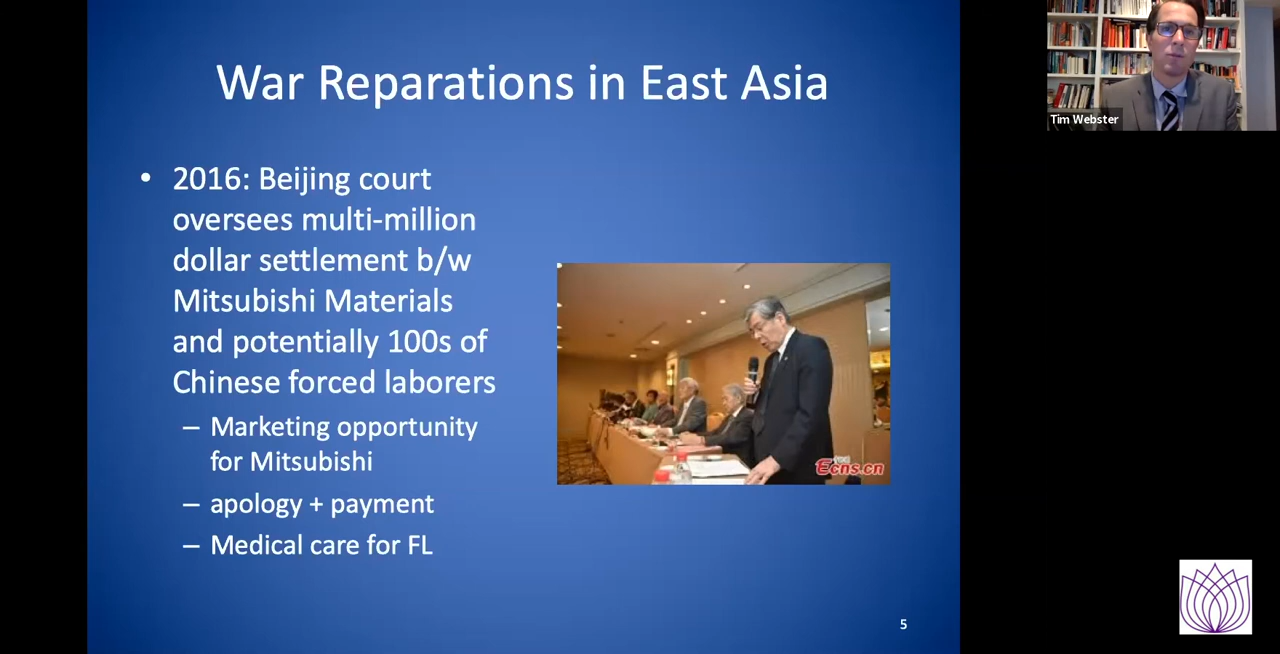 War Reparations in East Asia
• 2016: Beijing court
oversees multi-million
dollar settlement b/w
Mitsubishi Materials
and potentially 100s of
Chinese forced laborers
– Marketing opportunity
for Mitsubishi
– apology + payment
– Medical care for FL
Ecns.cn
5
Tim Webster